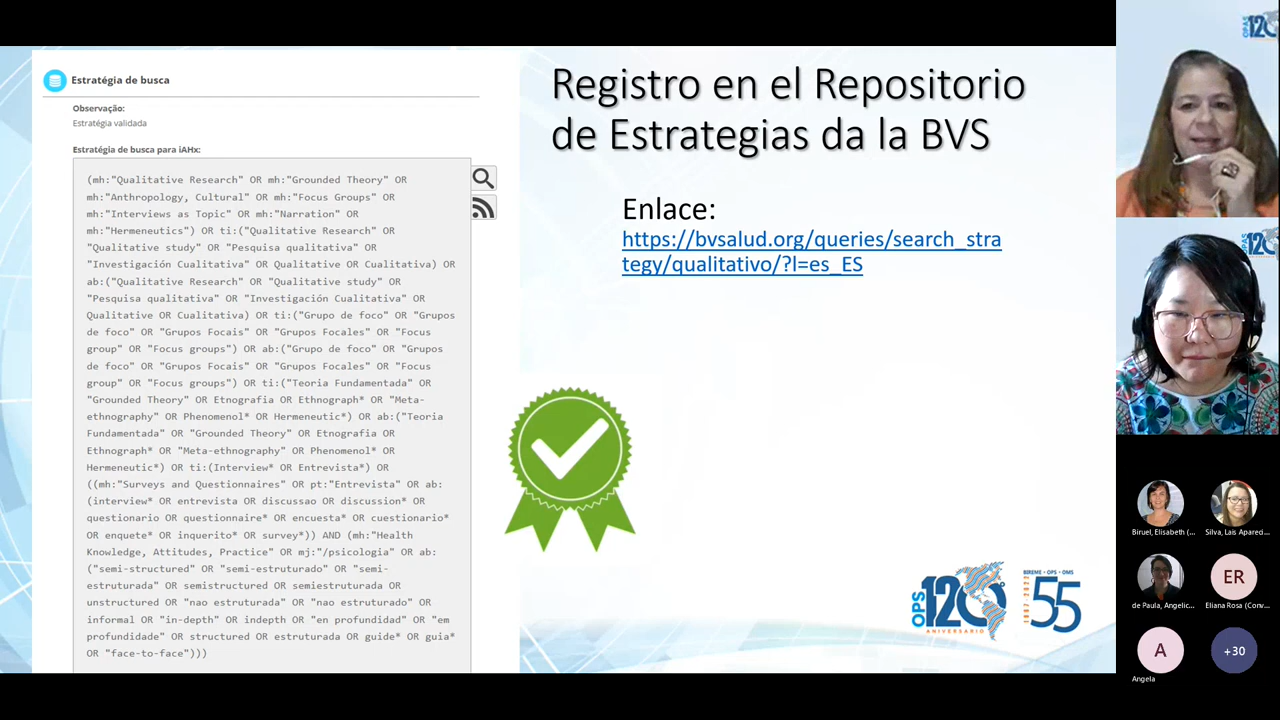 Estratégia de busca
Observação:
Estratégia validada
Estratégia de busca para iAHx:
(mh:"Qualitative Research" OR mh:"Grounded Theory" OR
mh:"Anthropology, Cultural" OR mh:"Focus Groups" OR
mh:"Interviews as Topic" OR mh:"Narration" OR
mh:"Hermeneutics") OR ti:("Qualitative Research" OR
"Qualitative study" OR "Pesquisa qualitativa" OR
"Investigación Cualitativa" OR Qualitative OR Cualitativa) OR
ab:("Qualitative Research" OR "Qualitative study" OR
"Pesquisa qualitativa" OR "Investigación Cualitativa" OR
Qualitative OR Cualitativa) OR ti:("Grupo de foco" OR "Grupos
de foco" OR "Grupos Focais" OR "Grupos Focales" OR "Focus
group" OR "Focus groups") OR ab:("Grupo de foco" OR "Grupos
de foco" OR "Grupos Focais" OR "Grupos Focales" OR "Focus
group" OR "Focus groups") OR ti:("Teoria Fundamentada" OR
"Grounded Theory" OR Etnografia OR Ethnograph* OR "Meta-
ethnography" OR Phenomenol* OR Hermeneutic*) OR ab:("Teoria
Fundamentada" OR "Grounded Theory" OR Etnografia OR
Ethnograph* OR "Meta-ethnography" OR Phenomenol* OR
Hermeneutic*) OR ti:(Interview* OR Entrevista*) OR
((mh:"Surveys and Questionnaires" OR pt:"Entrevista" OR ab:
(interview* OR entrevista OR discussao OR discussion* OR
questionario OR questionnaire* OR encuesta* OR cuestionario*
OR enquete* OR inquerito* OR survey*)) AND (mh:"Health
Knowledge, Attitudes, Practice" OR mj:"/psicologia" OR ab:
("semi-structured" OR "semi-estruturado" OR "semi-
estruturada" OR semistructured OR semiestruturada OR
unstructured OR "nao estruturada" OR "nao estruturado" OR
informal OR "in-depth" OR indepth OR "en profundidad" OR "em
profundidade" OR structured OR estruturada OR guide* OR guia*
OR "face-to-face")))
Registro en el Repositorio
de Estrategias da la BVS
Enlace:
https://bvsalud.org/queries/search_stra
tegy/qualitativo/?l=es_ES
OPS 120
ANIVERSARIO
BIREME • OPS • OMS
55
Biruel, Elisabeth (...
Silva, Lais Apareci...
de Paula, Angelic...
ER
Eliana Rosa (Conv...
A
Angela
+30